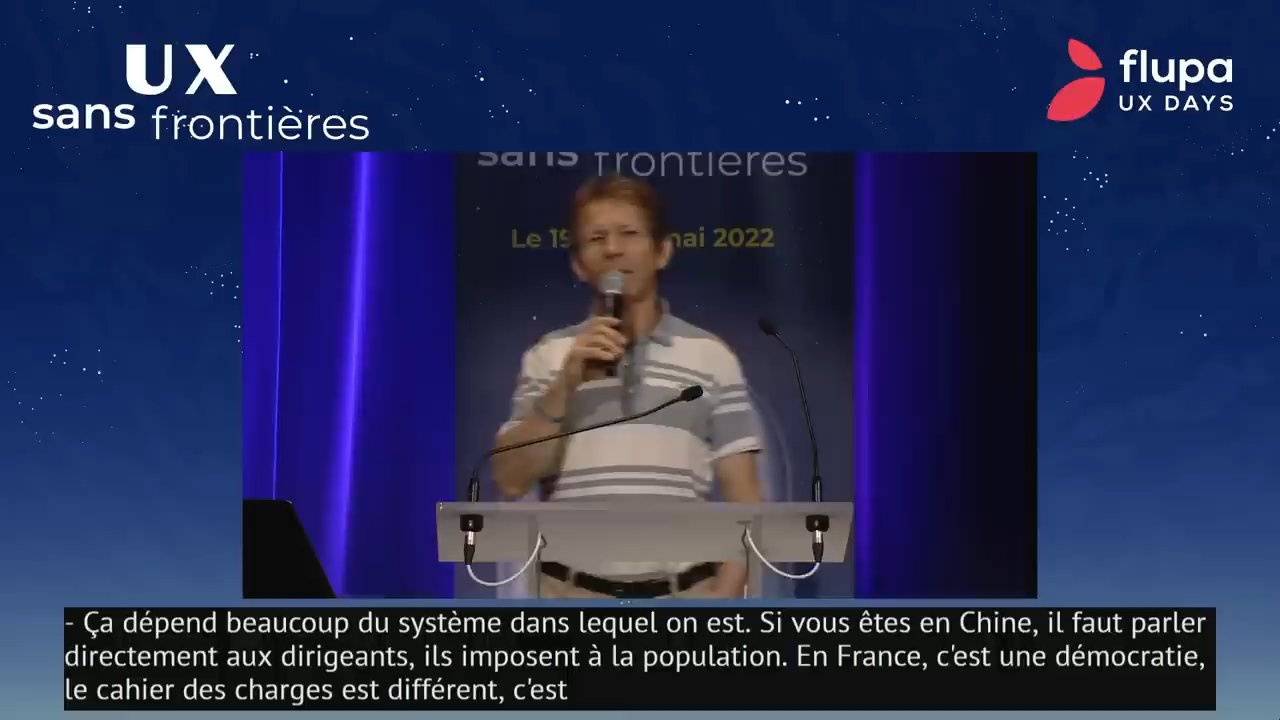 UX
sans frontières
flupa
UX DAYS
sans frontières
Le 19 mai 2022
- Ça dépend beaucoup du système dans lequel on est. Si vous êtes en Chine, il faut parler
directement aux dirigeants, ils imposent à la population. En France, c'est une démocratie,
le cahier des charges est différent, c'est